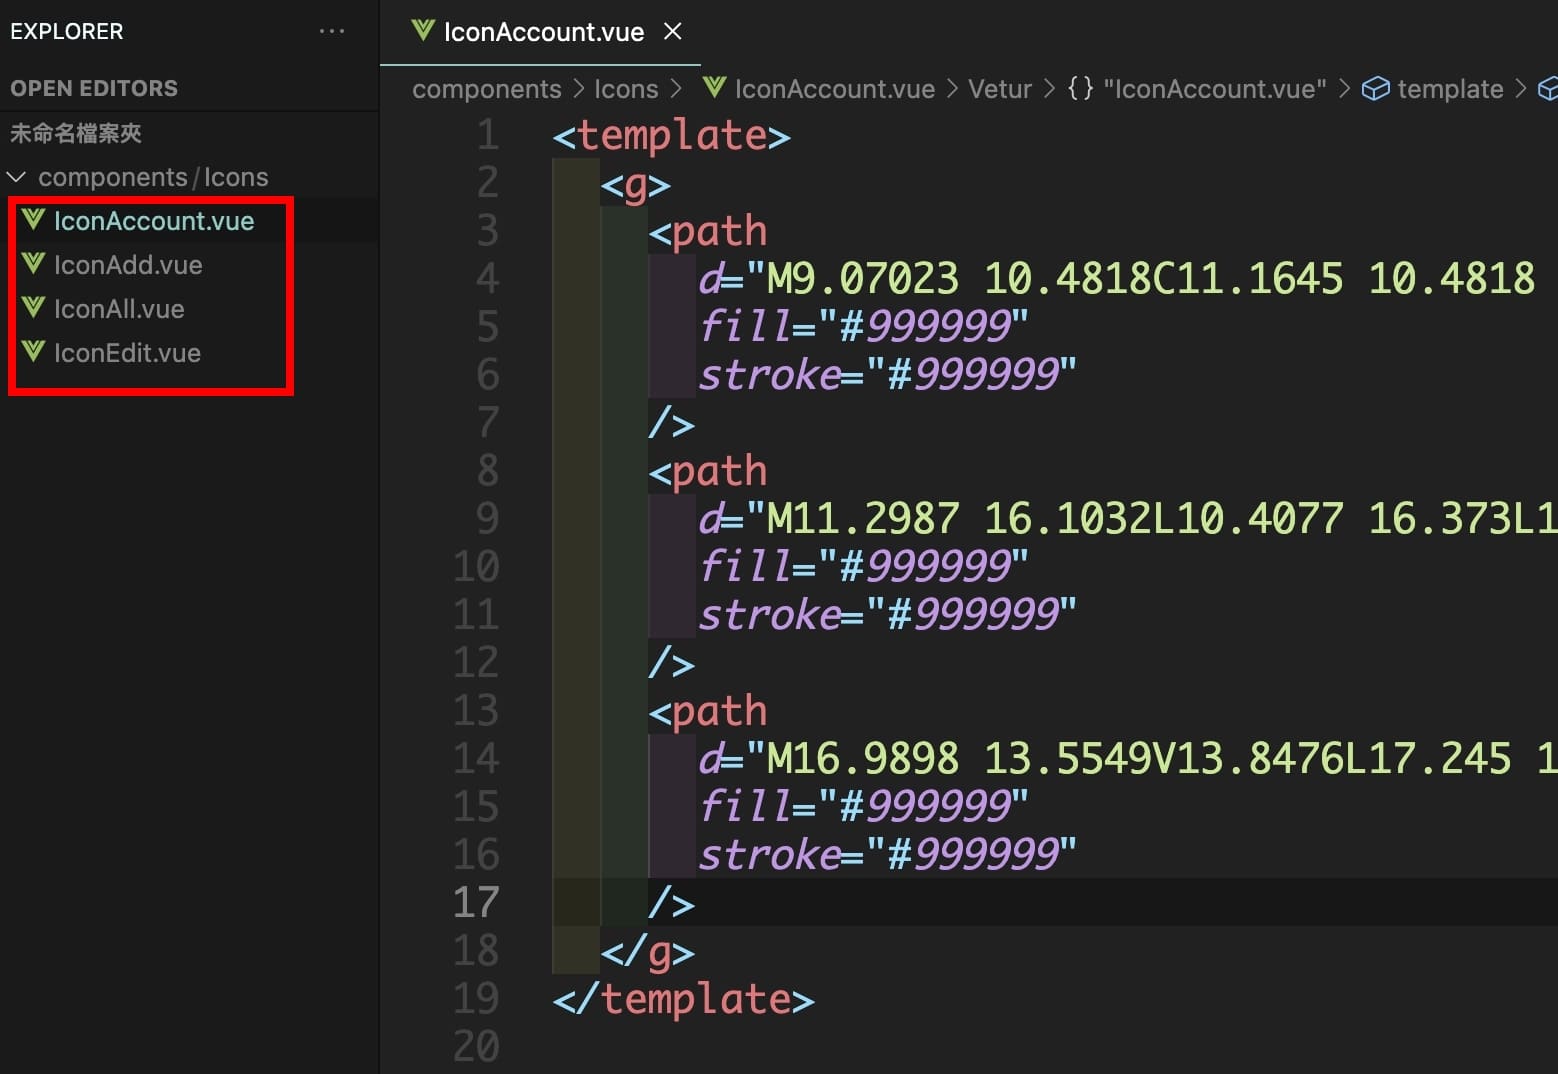 EXPLORER
OPEN EDITORS
未命名檔案夾
components/Icons
IconAccount.vue
IconAdd.vue
IconAll.vue
IconEdit.vue
IconAccount.vue
components > Icons > IconAccount.vue > Vetur > {} "IconAccount.vue" > template >
1 <template>
2 <g>
3 <path
4 d="M9.07023 10.4818C11.1645 10.4818
5 fill="#999999"
6 stroke="#999999"
7 />
8 <path
9 d="M11.2987 16.1032L10.4077 16.373L1
10 fill="#999999"
11 stroke="#999999"
12 />
13 <path
14 d="M16.9898 13.5549V13.8476L17.245 1
15 fill="#999999"
16 stroke="#999999"
17 />
18 </g>
19 </template>
20